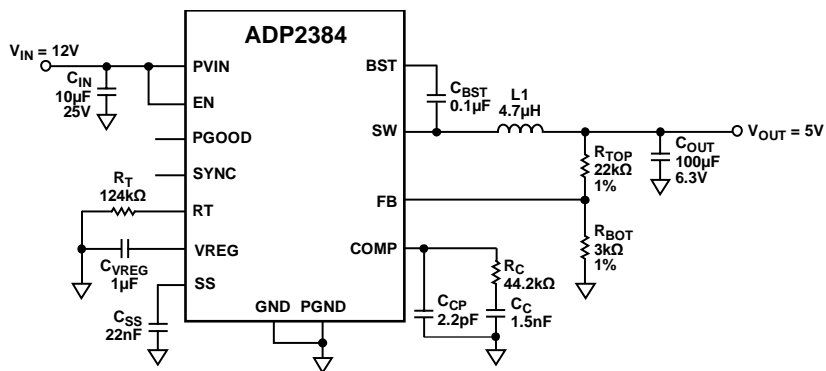 ADP2384
V_IN = 12V
C_IN
10µF
25V
PVIN
EN
PGOOD
SYNC
R_T
124kΩ
RT
VREG
C_VREG
1µF
SS
C_SS
22nF
GND PGND
BST
C_BST
0.1µF
SW
L1
4.7µH
R_TOP
22kΩ
1%
C_OUT
100µF
6.3V
V_OUT = 5V
FB
R_BOT
3kΩ
1%
COMP
R_C
44.2kΩ
C_CP
2.2pF
C_C
1.5nF